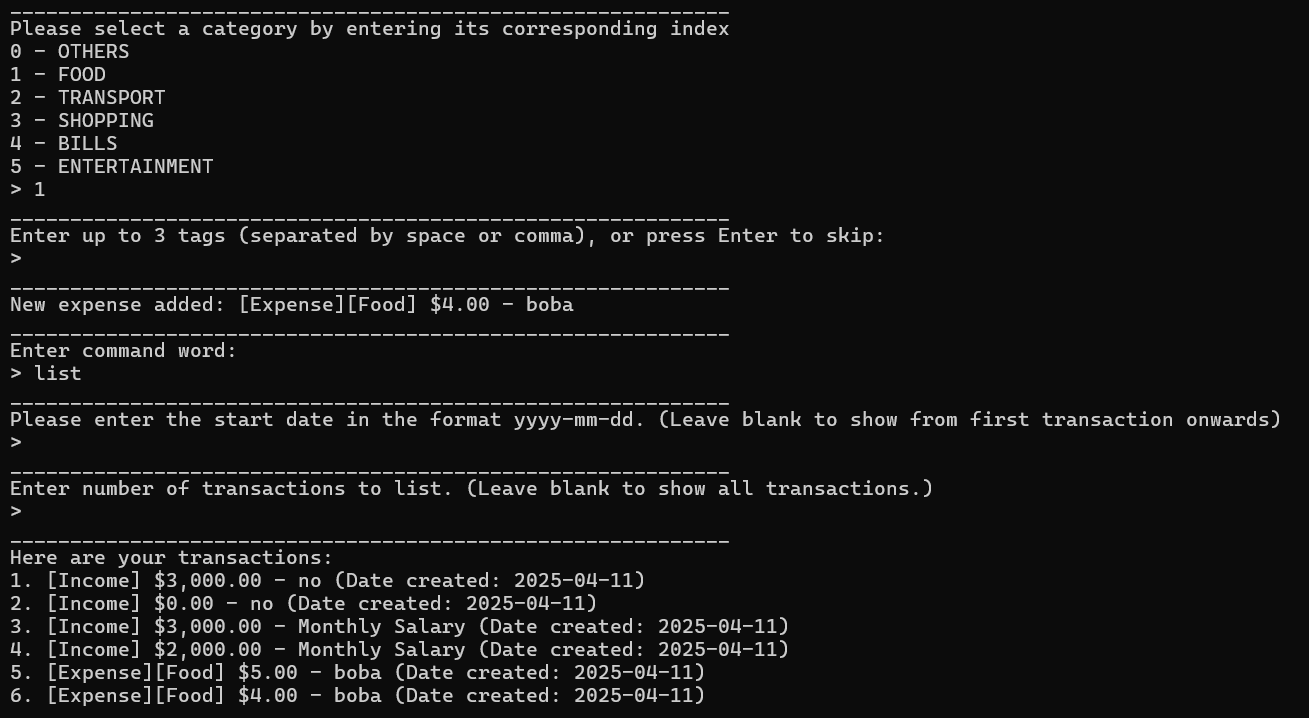 ____________________________________________________________
Please select a category by entering its corresponding index
0 - OTHERS
1 - FOOD
2 - TRANSPORT
3 - SHOPPING
4 - BILLS
5 - ENTERTAINMENT
> 1
____________________________________________________________
Enter up to 3 tags (separated by space or comma), or press Enter to skip:
>
____________________________________________________________
New expense added: [Expense][Food] $4.00 - boba
____________________________________________________________
Enter command word:
> list
____________________________________________________________
Please enter the start date in the format yyyy-mm-dd. (Leave blank to show from first transaction onwards)
>
____________________________________________________________
Enter number of transactions to list. (Leave blank to show all transactions.)
>
____________________________________________________________
Here are your transactions:
1. [Income] $3,000.00 - no (Date created: 2025-04-11)
2. [Income] $0.00 - no (Date created: 2025-04-11)
3. [Income] $3,000.00 - Monthly Salary (Date created: 2025-04-11)
4. [Income] $2,000.00 - Monthly Salary (Date created: 2025-04-11)
5. [Expense][Food] $5.00 - boba (Date created: 2025-04-11)
6. [Expense][Food] $4.00 - boba (Date created: 2025-04-11)